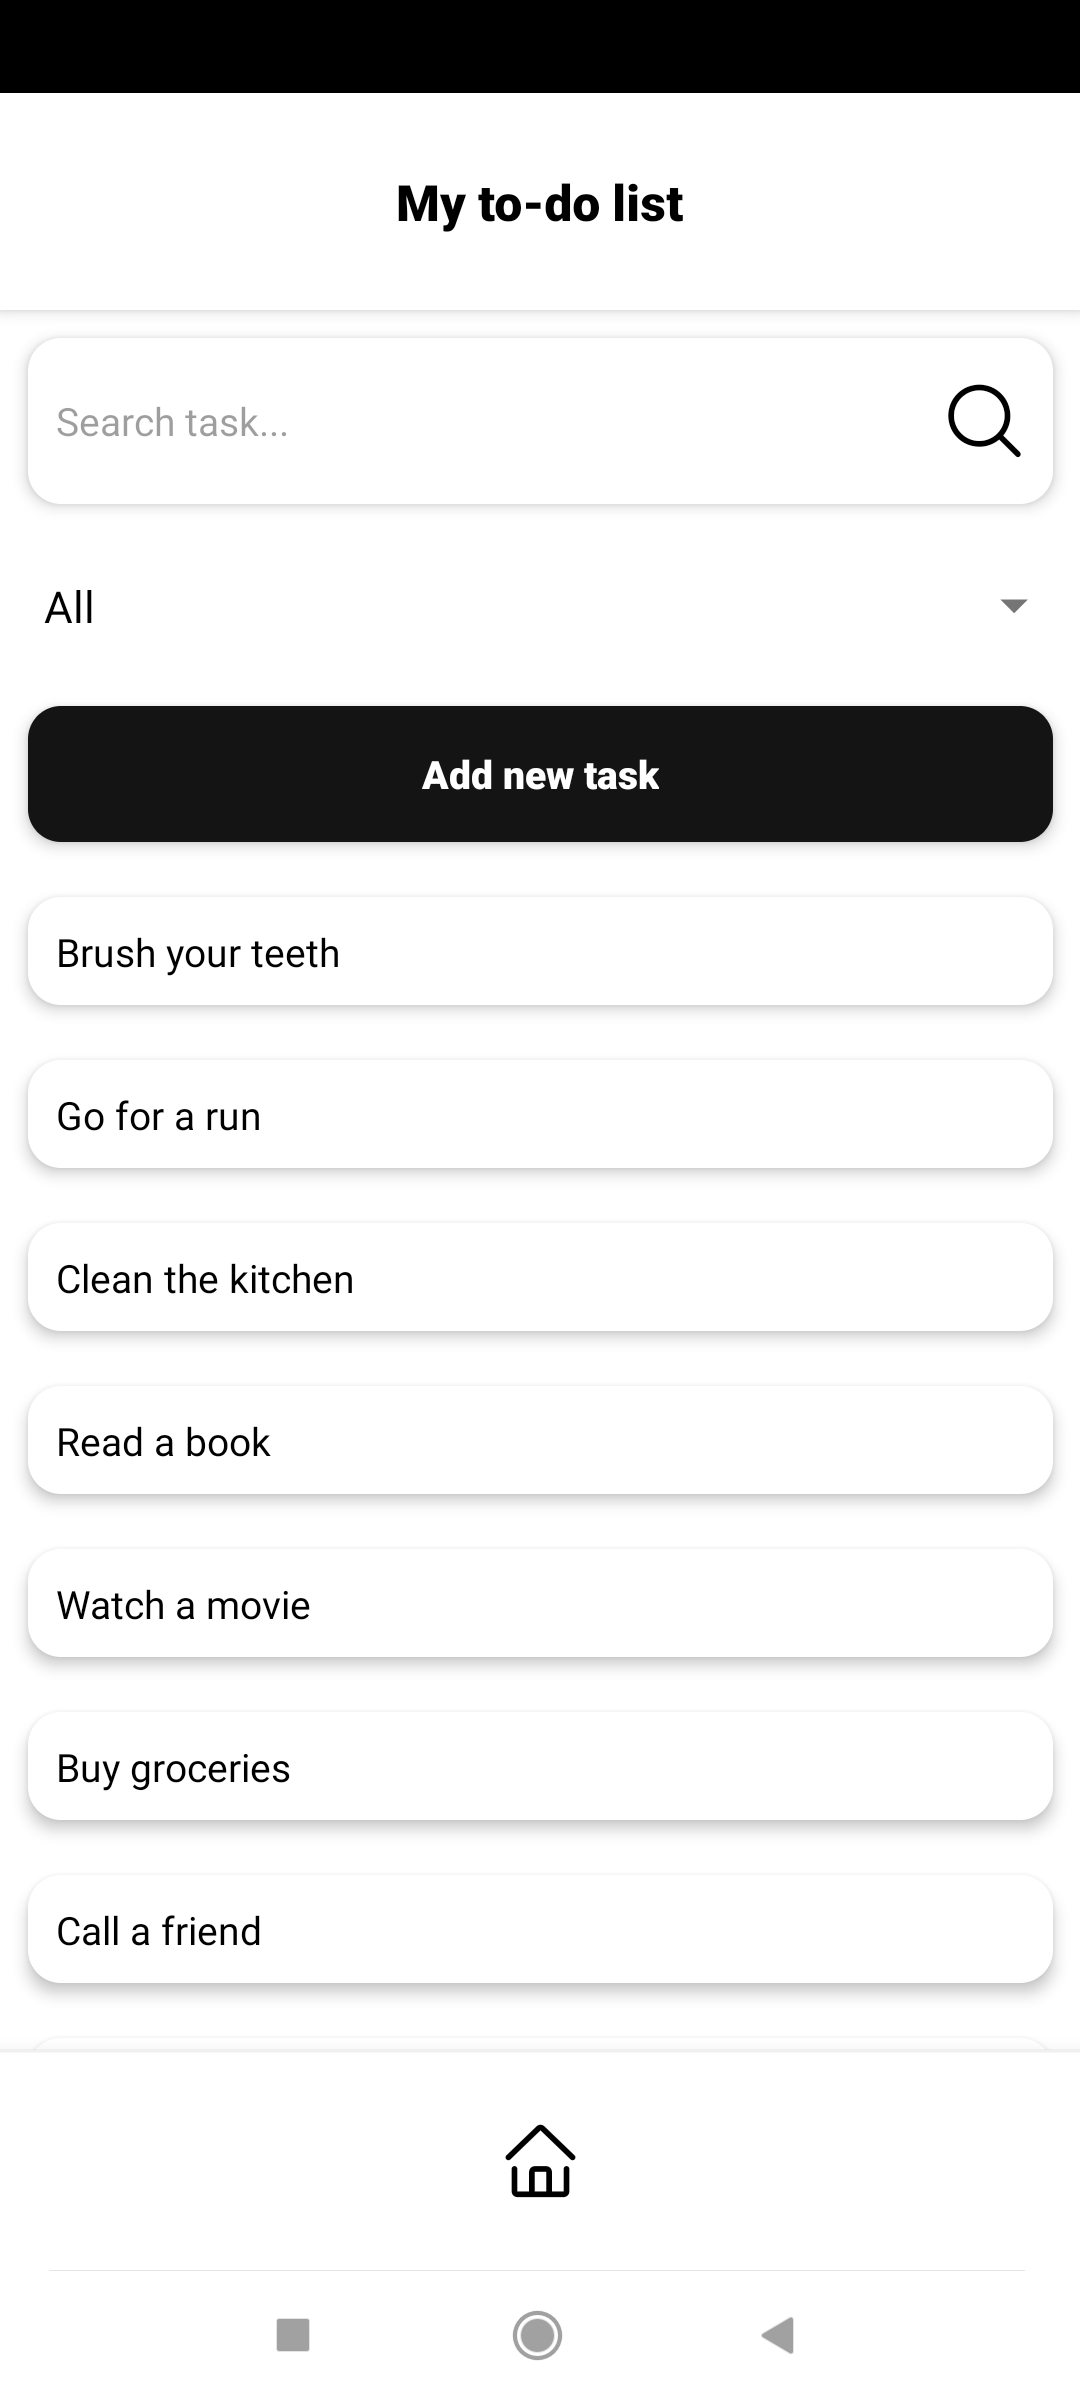 My to-do list
Search task...
All
Add new task
Brush your teeth
Go for a run
Clean the kitchen
Read a book
Watch a movie
Buy groceries
Call a friend